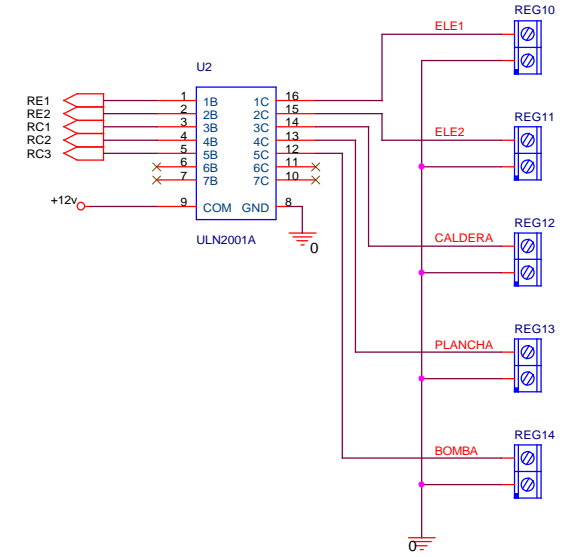 REG10
ELE1
U2
RE1 1 1B 1C 16
RE2 2 2B 2C 15
RC1 3 3B 3C 14
RC2 4 4B 4C 13
RC3 5 5B 5C 12
6 6B 6C 11
7 7B 7C 10
+12v 9 COM GND 8
ULN2001A
0
REG11
ELE2
REG12
CALDERA
REG13
PLANCHA
REG14
BOMBA
0